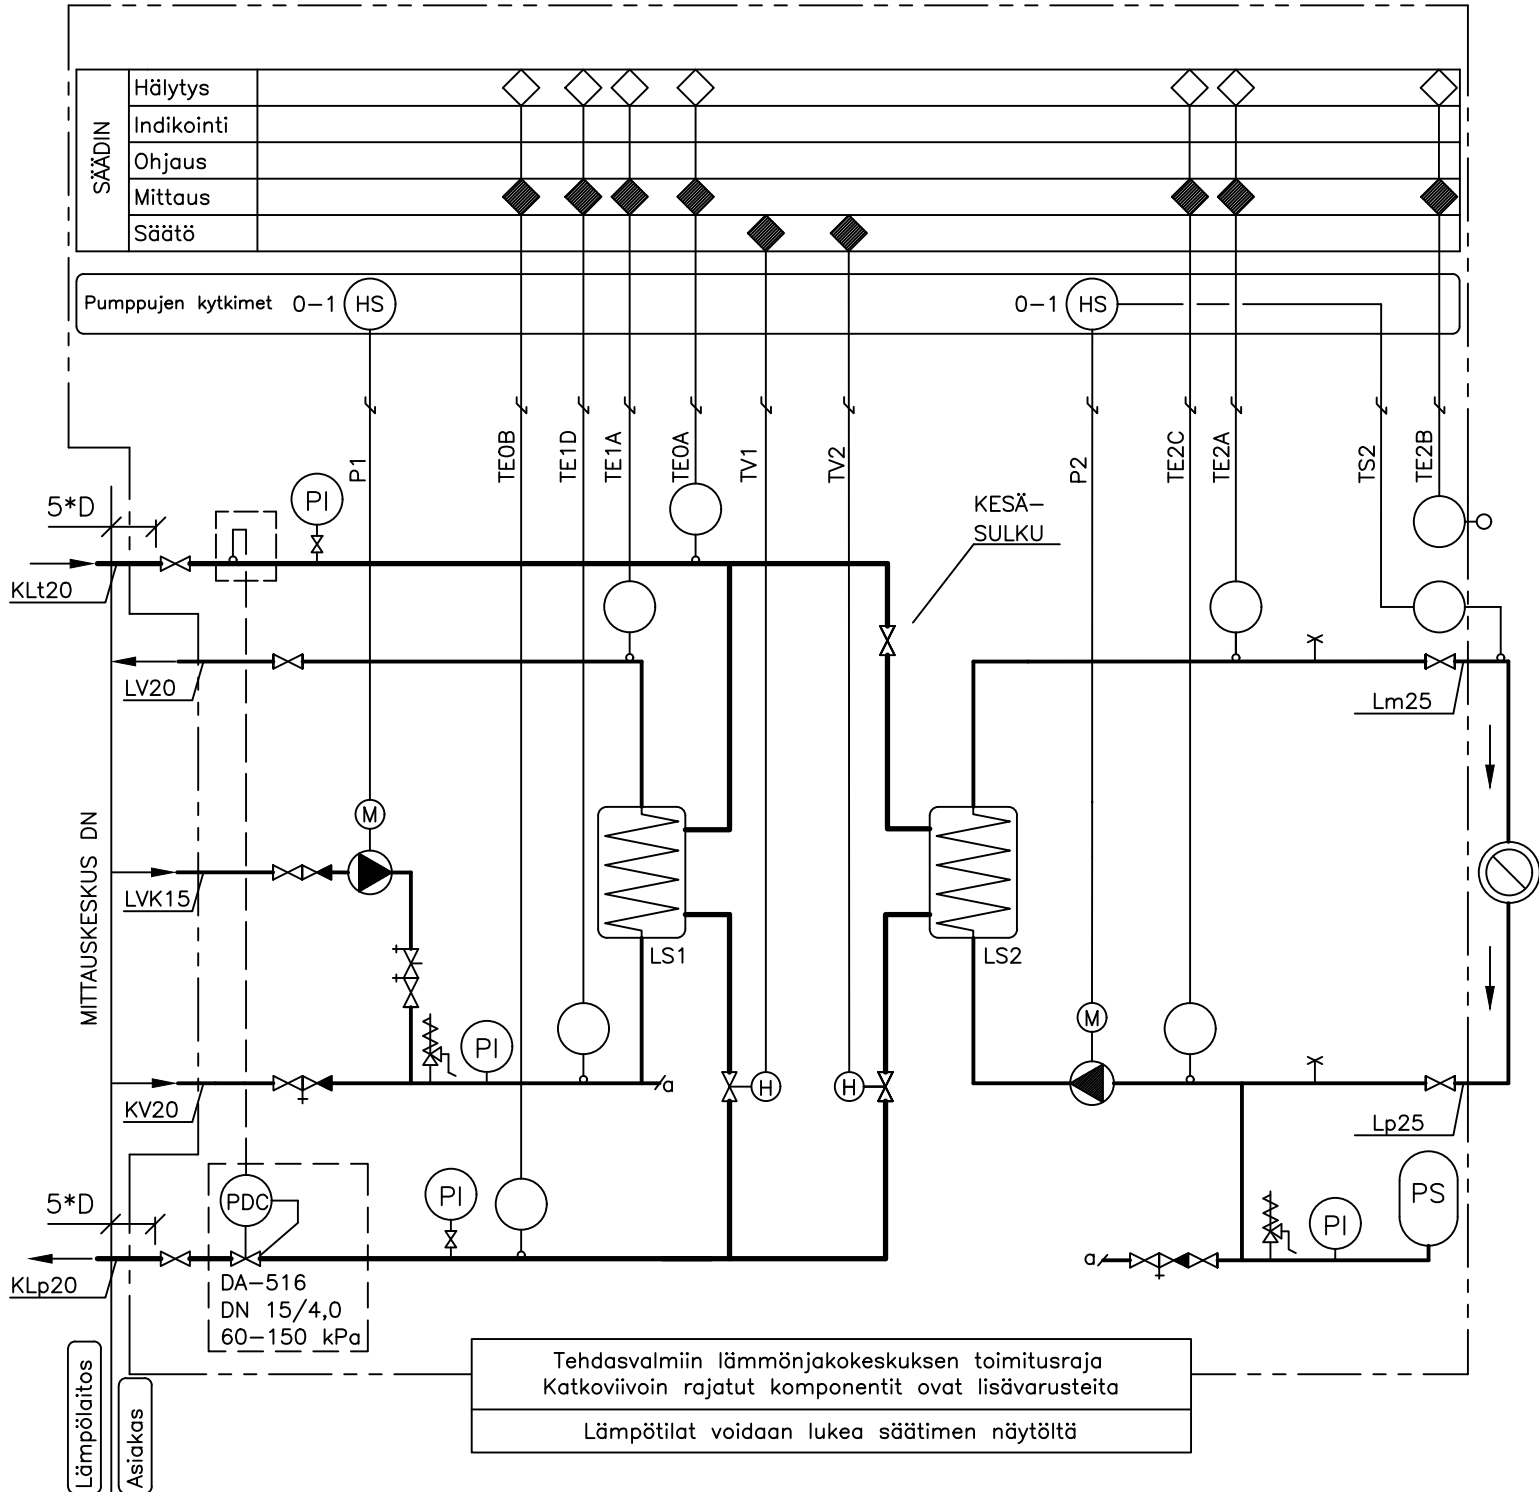 SÄÄDIN
Hälytys
Indikointi
Ohjaus
Mittaus
Säätö
Pumppujen kytkimet 0-1 HS
0-1 HS
P1
TE0B
TE1D
TE1A
TE0A
TV1
TV2
P2
TE2C
TE2A
TS2
TE2B
5*D
PI
KESÄ-
SULKU
KLt20
LV20
Lm25
M
LVK15
MITTAUSKESKUS DN
LS1
LS2
M
PI
KV20
a
H
H
Lp25
5*D
PDC
PI
PI
PS
a
KLp20
DA-516
DN 15/4,0
60-150 kPa
Lämpölaitos
Asiakas
Tehdasvalmiin lämmönjakokeskuksen toimitusraja
Katkoviivoin rajatut komponentit ovat lisävarusteita
Lämpötilat voidaan lukea säätimen näytöltä